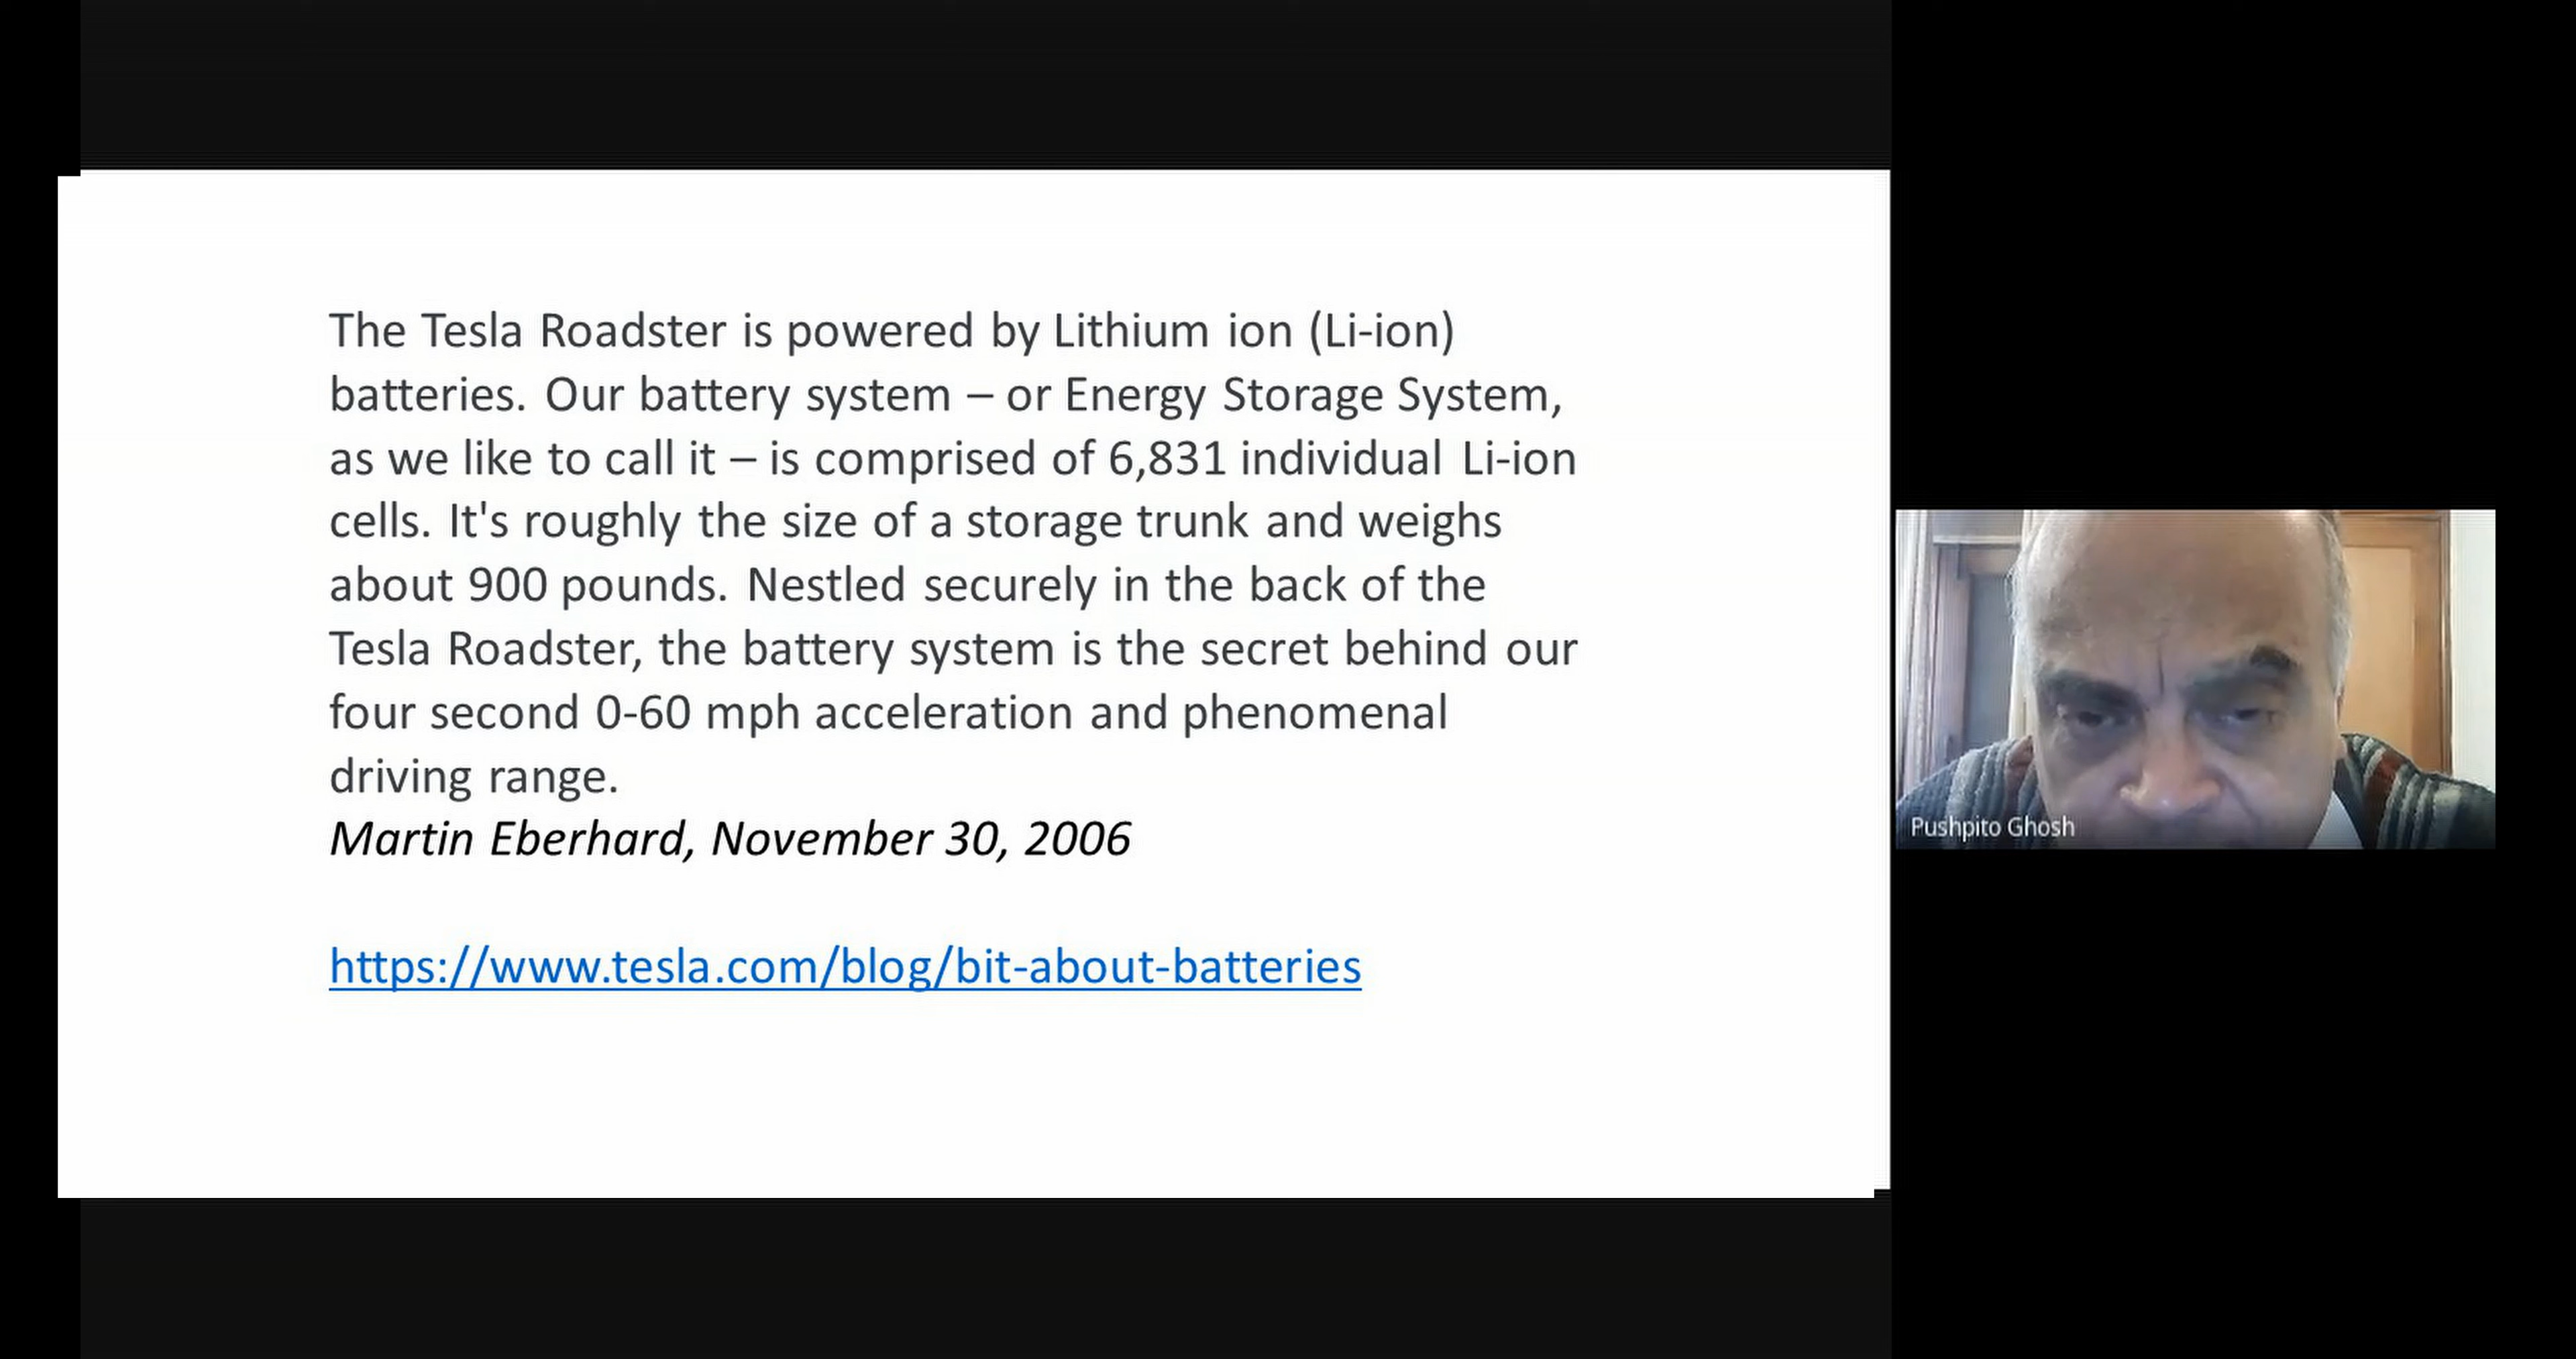 The Tesla Roadster is powered by Lithium ion (Li-ion)
batteries. Our battery system – or Energy Storage System,
as we like to call it – is comprised of 6,831 individual Li-ion
cells. It's roughly the size of a storage trunk and weighs
about 900 pounds. Nestled securely in the back of the
Tesla Roadster, the battery system is the secret behind our
four second 0-60 mph acceleration and phenomenal
driving range.
Martin Eberhard, November 30, 2006
https://www.tesla.com/blog/bit-about-batteries
Pushpito Ghosh